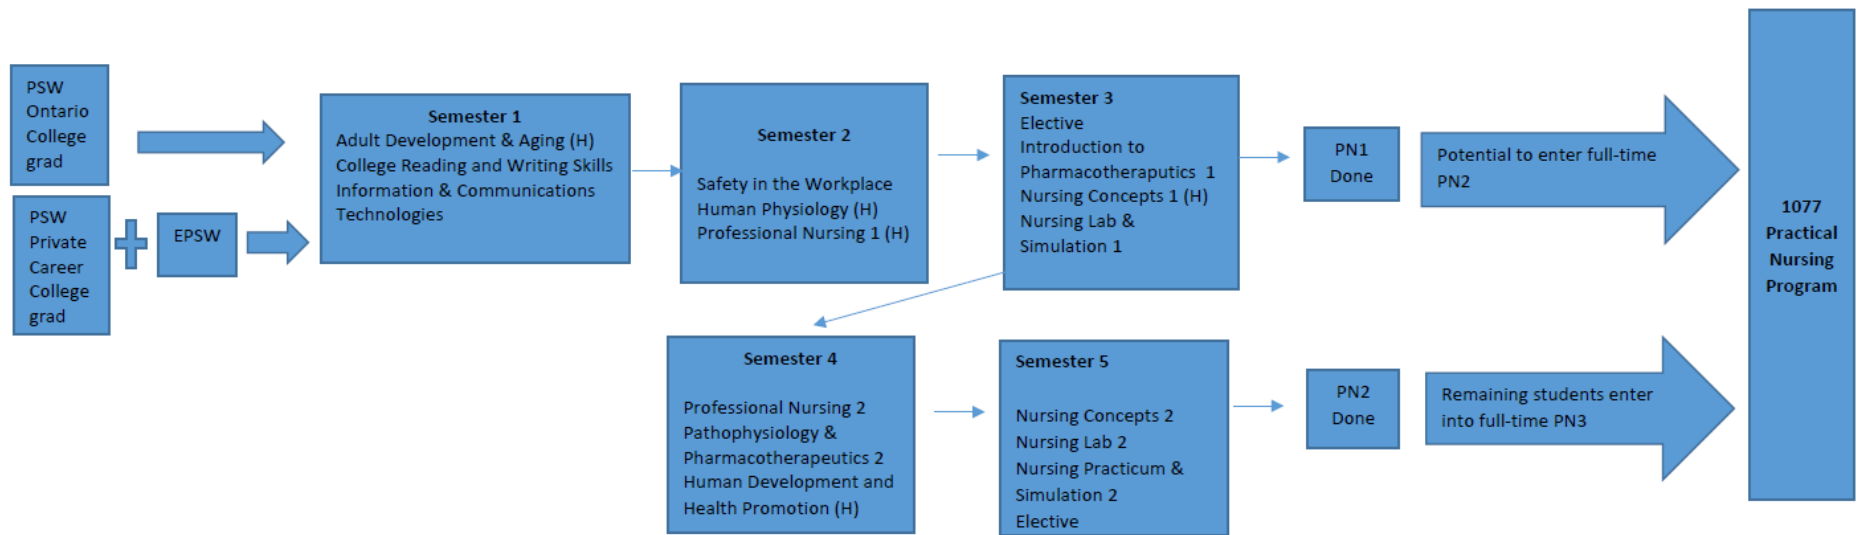 PSW
Ontario
College
grad
PSW
Private
Career
College
grad
EPSW
Semester 1
Adult Development & Aging (H)
College Reading and Writing Skills
Information & Communications
Technologies
Semester 2
Safety in the Workplace
Human Physiology (H)
Professional Nursing 1 (H)
Semester 3
Elective
Introduction to
Pharmacotheraputics 1
Nursing Concepts 1 (H)
Nursing Lab &
Simulation 1
PN1
Done
Potential to enter full-time
PN2
Semester 4
Professional Nursing 2
Pathophysiology &
Pharmacotherapeutics 2
Human Development and
Health Promotion (H)
Semester 5
Nursing Concepts 2
Nursing Lab 2
Nursing Practicum &
Simulation 2
Elective
PN2
Done
Remaining students enter
into full-time PN3
1077
Practical
Nursing
Program